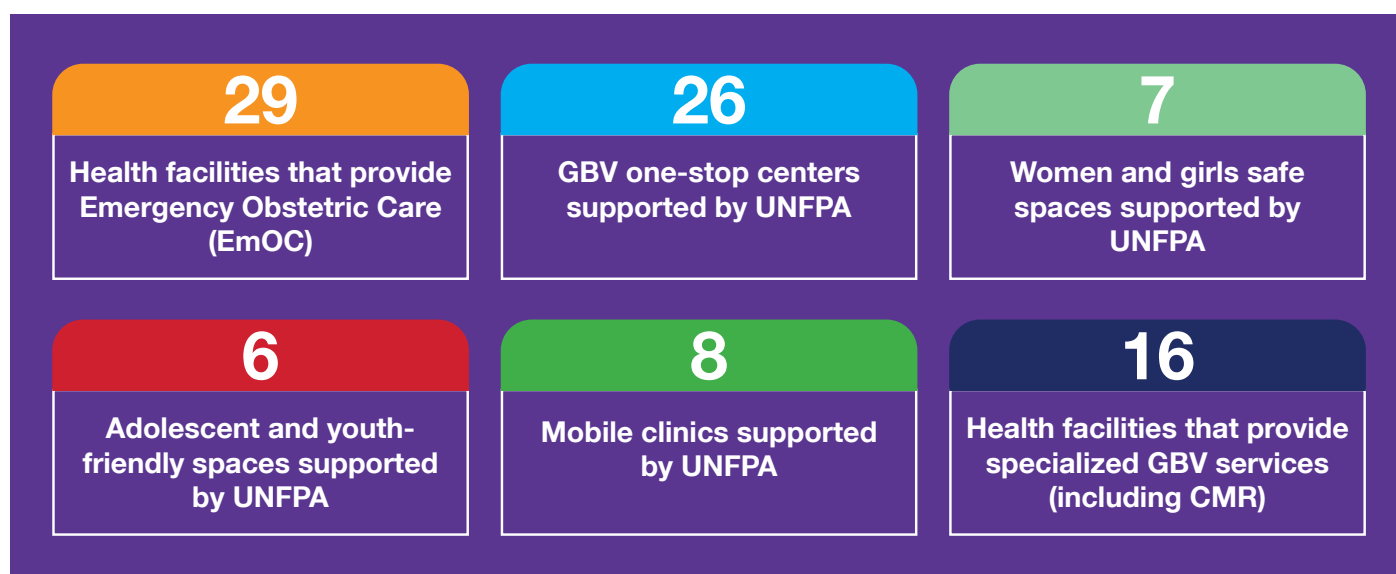 29
Health facilities that provide
Emergency Obstetric Care
(EmOC)
26
GBV one-stop centers
supported by UNFPA
7
Women and girls safe
spaces supported by
UNFPA
6
Adolescent and youth-
friendly spaces supported
by UNFPA
8
Mobile clinics supported
by UNFPA
16
Health facilities that provide
specialized GBV services
(including CMR)